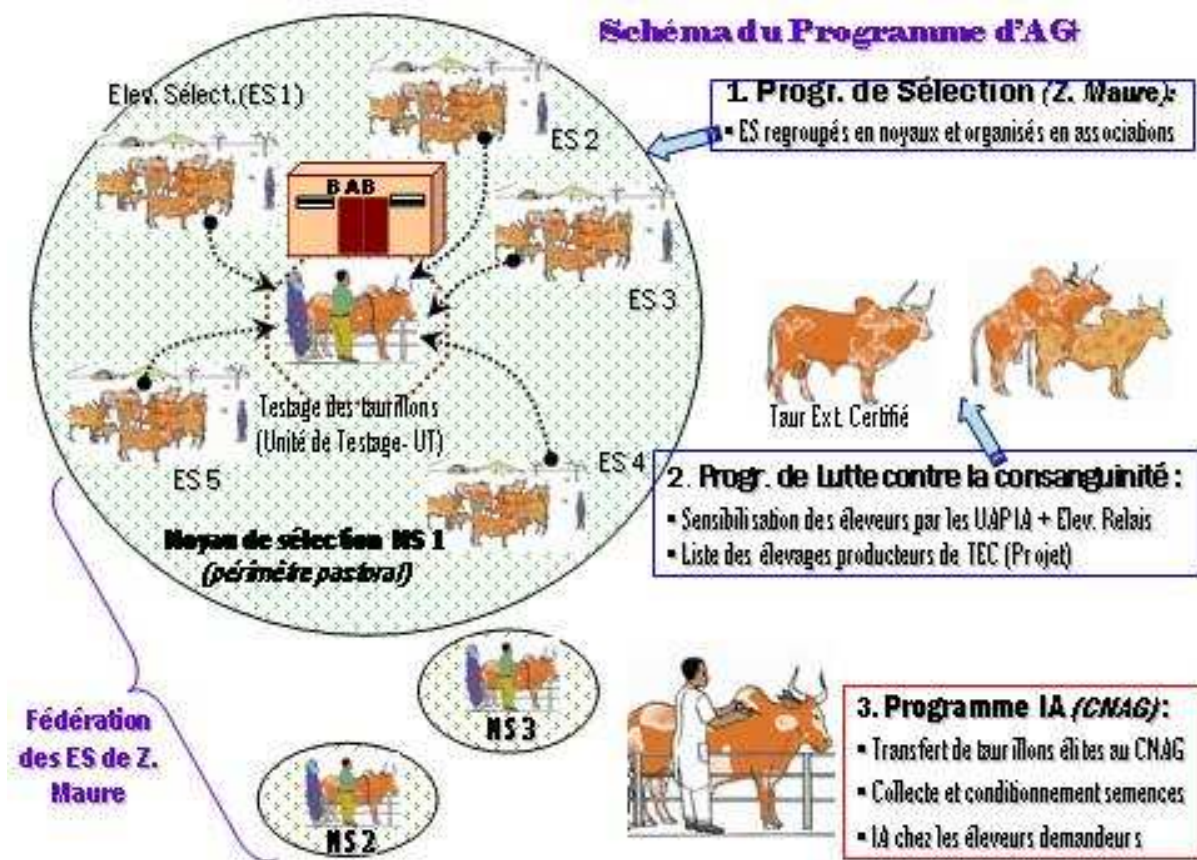 Schéma du Programme d'AG
Elev. Sélect.(ES 1)
ES 2
BAB
ES 3
Testage des taurillons
(Unité de Testage- UT)
ES 4
ES 5
Noyau de sélection NS 1
(périmètre pastoral)
1. Progr. de Sélection (Z. Maure):
▪ ES regroupés en noyaux et organisés en associations
Taur Ext. Certifié
2. Progr. de Lutte contre la consanguinité :
▪ Sensibilisation des éleveurs par les UAPIA + Elev. Relais
▪ Liste des élevages producteurs de TEC (Projet)
Fédération
des ES de Z.
Maure
NS 3
NS 2
3. Programme IA (CNAG):
▪ Transfert de taurillons élites au CNAG
▪ Collecte et conditionnement semences
▪ IA chez les éleveurs demandeurs